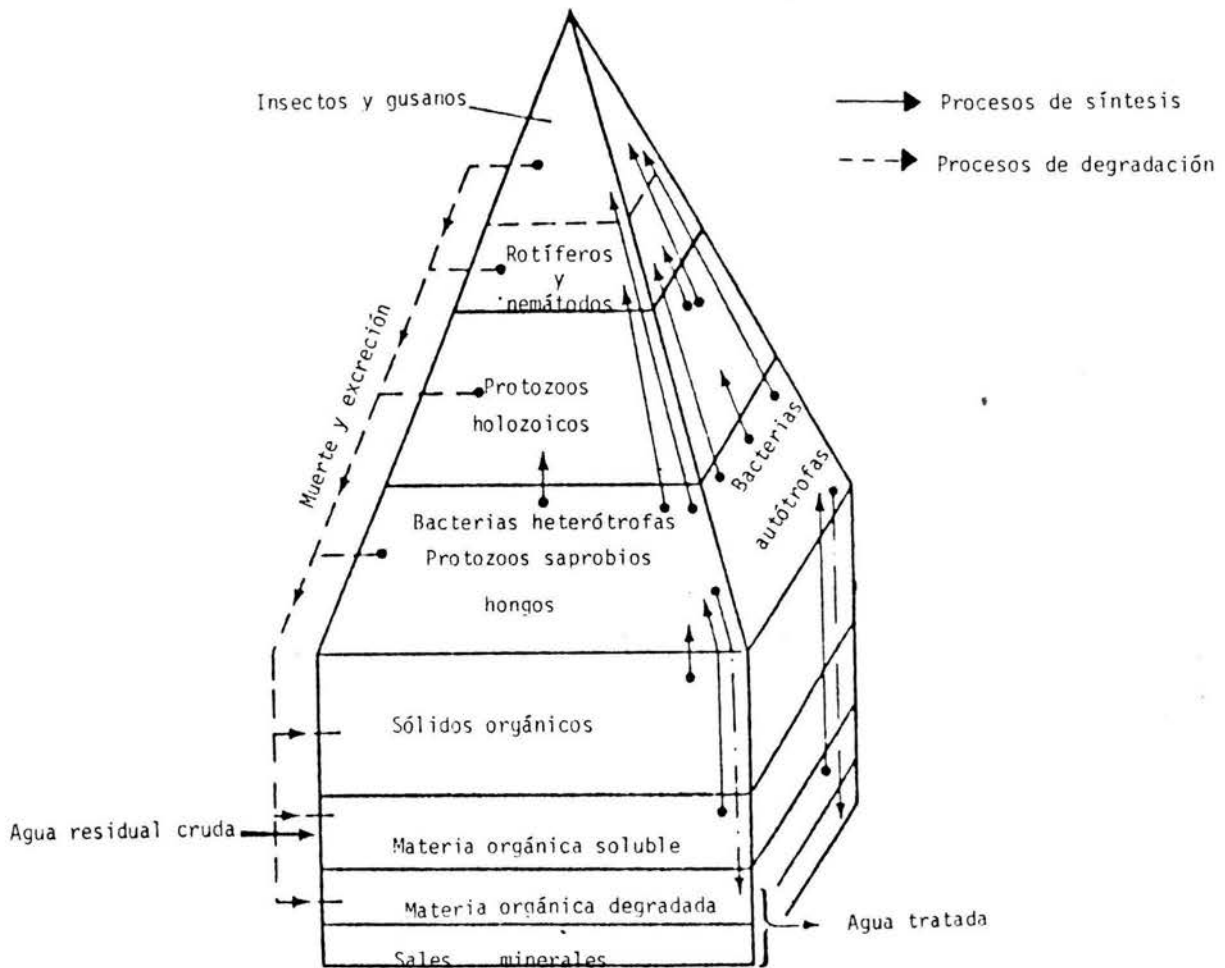 Insectos y gusanos
Procesos de síntesis
Procesos de degradación
Rotíferos
y
nemátodos
Muerte y excreción
Protozoos
holozoicos
Bacterias
autótrofas
Bacterias heterótrofas
Protozoos saprobios
hongos
Sólidos orgánicos
Agua residual cruda
Materia orgánica soluble
Materia orgánica degradada
Agua tratada
Sales minerales